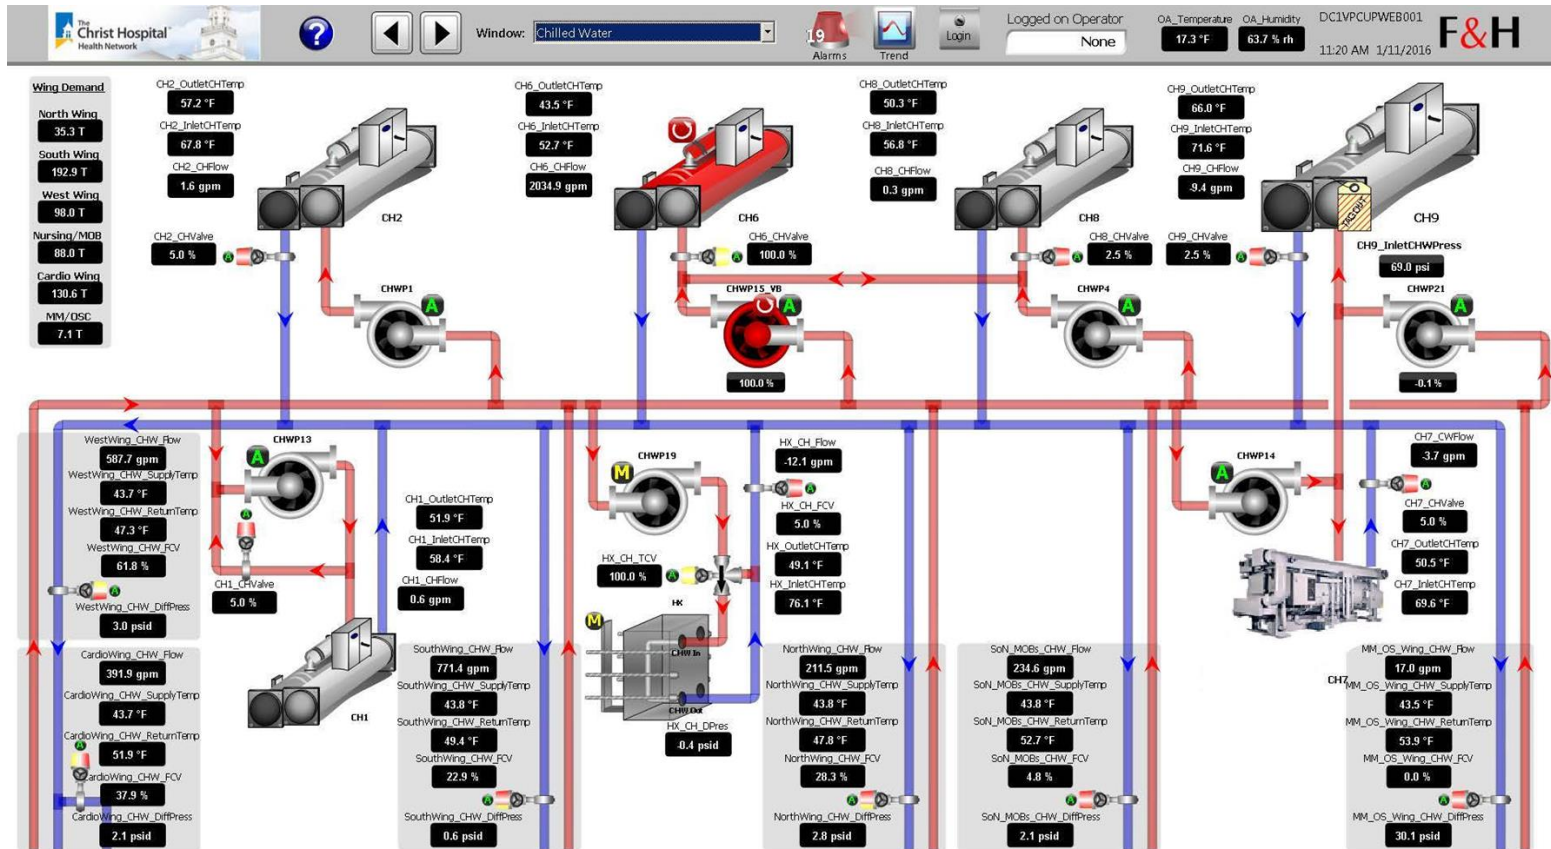 The
Christ Hospital
Health Network
?
Window:
Chilled Water
19
Alarms
Trend
Login
Logged on Operator
None
OA_Temperature
17.3 °F
OA_Humidity
63.7 % rh
DC1VPCUPWEB001
11:20 AM 1/11/2016
F&H
Wing Demand
North Wing
35.3 T
South Wing
192.9 T
West Wing
98.0 T
Nursing/MOB
88.0 T
Cardio Wing
130.6 T
MM/OSC
7.1 T
CH2_OutletCHTemp
57.2 °F
CH2_InletCHTemp
67.8 °F
CH2_CHFlow
1.6 gpm
CH2
CH2_CHValve
5.0 %
A
CHWP1
A
CH6_OutletCHTemp
43.5 °F
CH6_InletCHTemp
52.7 °F
CH6_CHFlow
2034.9 gpm
CH6
CH6_CHValve
100.0 %
A
CHWP15_VB
A
100.0 %
CH8_OutletCHTemp
50.3 °F
CH8_InletCHTemp
56.8 °F
CH8_CHFlow
0.3 gpm
CH8
CH8_CHValve
2.5 %
A
CHWP4
A
CH9_OutletCHTemp
66.0 °F
CH9_InletCHTemp
71.6 °F
CH9_CHFlow
-9.4 gpm
TAG OUT
CH9
CH9_CHValve
2.5 %
A
CH9_InletCHWPress
69.0 psi
CHWP21
A
-0.1 %
WestWing_CHW_Flow
587.7 gpm
WestWing_CHW_SupplyTemp
43.7 °F
WestWing_CHW_ReturnTemp
47.3 °F
WestWing_CHW_FCV
61.8 %
A
WestWing_CHW_DiffPress
3.0 psid
CardioWing_CHW_Flow
391.9 gpm
CardioWing_CHW_SupplyTemp
43.7 °F
CardioWing_CHW_ReturnTemp
51.9 °F
A
CardioWing_CHW_FCV
37.9 %
CardioWing_CHW_DiffPress
2.1 psid
CHWP13
A
A
CH1_CHValve
5.0 %
CH1_OutletCHTemp
51.9 °F
CH1_InletCHTemp
58.4 °F
CH1_CHFlow
0.6 gpm
CH1
SouthWing_CHW_Flow
771.4 gpm
SouthWing_CHW_SupplyTemp
43.8 °F
SouthWing_CHW_ReturnTemp
49.4 °F
SouthWing_CHW_FCV
22.9 %
A
SouthWing_CHW_DiffPress
0.6 psid
CHWP19
M
HX_CH_TCV
100.0 %
A
HX
M
CHW In
CHW Out
HX_CH_DPres
-0.4 psid
HX_CH_Flow
-12.1 gpm
A
HX_CH_FCV
5.0 %
HX_OutletCHTemp
49.1 °F
HX_InletCHTemp
76.1 °F
NorthWing_CHW_Flow
211.5 gpm
NorthWing_CHW_SupplyTemp
43.8 °F
NorthWing_CHW_ReturnTemp
47.8 °F
NorthWing_CHW_FCV
28.3 %
A
NorthWing_CHW_DiffPress
2.8 psid
SoN_MOBs_CHW_Flow
234.6 gpm
SoN_MOBs_CHW_SupplyTemp
43.8 °F
SoN_MOBs_CHW_ReturnTemp
52.7 °F
SoN_MOBs_CHW_FCV
4.8 %
A
SoN_MOBs_CHW_DiffPress
2.1 psid
CHWP14
A
CH7_CWFlow
-3.7 gpm
A
CH7_CHValve
5.0 %
CH7_OutletCHTemp
50.5 °F
CH7_InletCHTemp
69.6 °F
CH7
MM_OS_Wing_CHW_Flow
17.0 gpm
MM_OS_Wing_CHW_SupplyTemp
43.5 °F
MM_OS_Wing_CHW_ReturnTemp
53.9 °F
MM_OS_Wing_CHW_FCV
0.0 %
A
MM_OS_Wing_CHW_DiffPress
30.1 psid